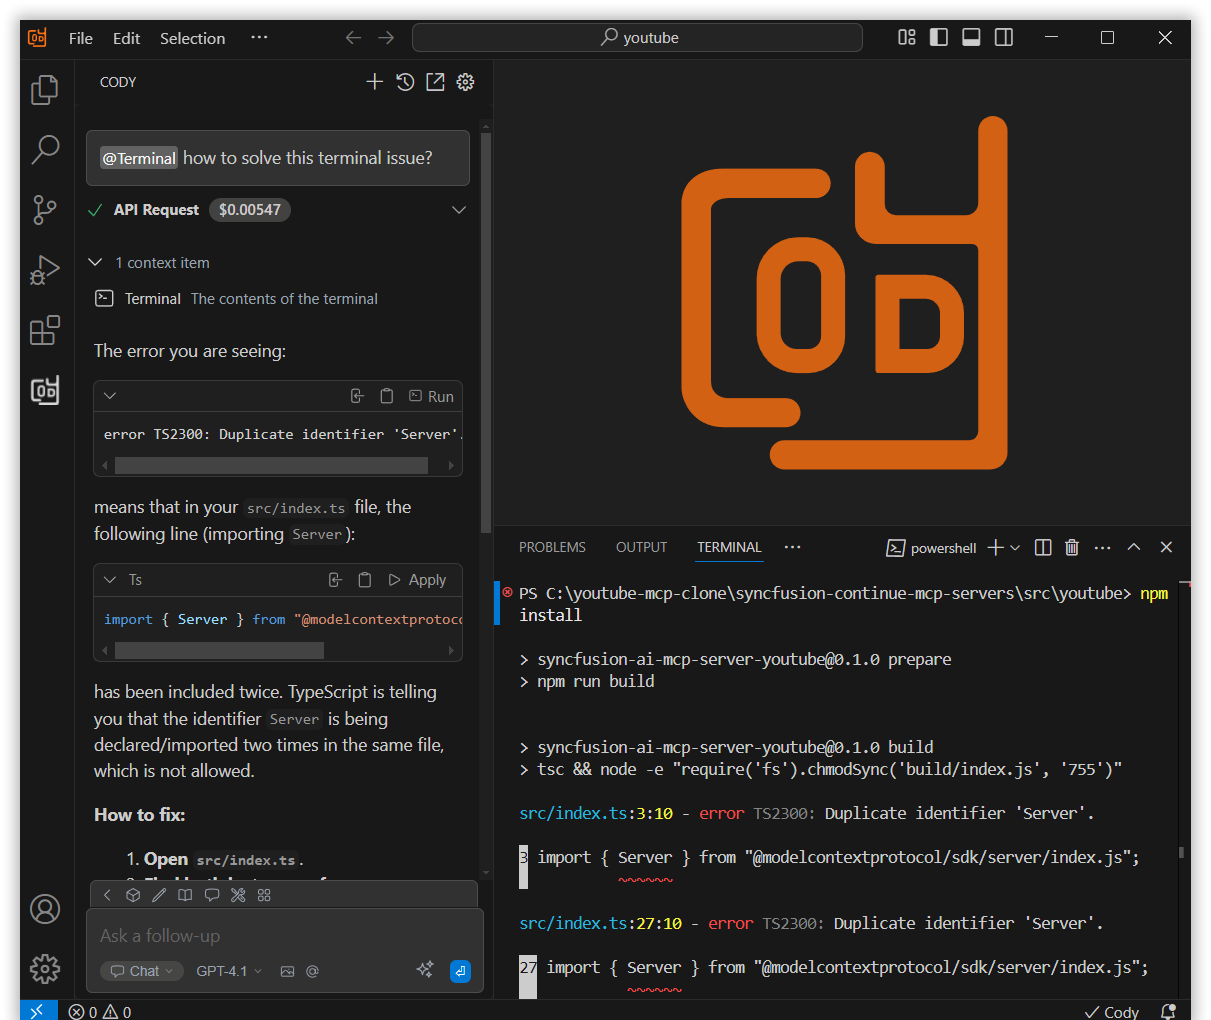 File Edit Selection ···
youtube
CODY
@Terminal how to solve this terminal issue?
API Request $0.00547
1 context item
Terminal The contents of the terminal
The error you are seeing:
Run
error TS2300: Duplicate identifier 'Server'.
means that in your src/index.ts file, the
following line (importing Server):
Ts Apply
import { Server } from "@modelcontextprotoco
has been included twice. TypeScript is telling
you that the identifier Server is being
declared/imported two times in the same file,
which is not allowed.
How to fix:
1. Open src/index.ts.
Ask a follow-up
Chat GPT-4.1
CODY
PROBLEMS OUTPUT TERMINAL ···
powershell
PS C:\youtube-mcp-clone\syncfusion-continue-mcp-servers\src\youtube> npm
install
> syncfusion-ai-mcp-server-youtube@0.1.0 prepare
> npm run build
> syncfusion-ai-mcp-server-youtube@0.1.0 build
> tsc && node -e "require('fs').chmodSync('build/index.js', '755')"
src/index.ts:3:10 - error TS2300: Duplicate identifier 'Server'.
3 import { Server } from "@modelcontextprotocol/sdk/server/index.js";
src/index.ts:27:10 - error TS2300: Duplicate identifier 'Server'.
27 import { Server } from "@modelcontextprotocol/sdk/server/index.js";
0 0
Cody